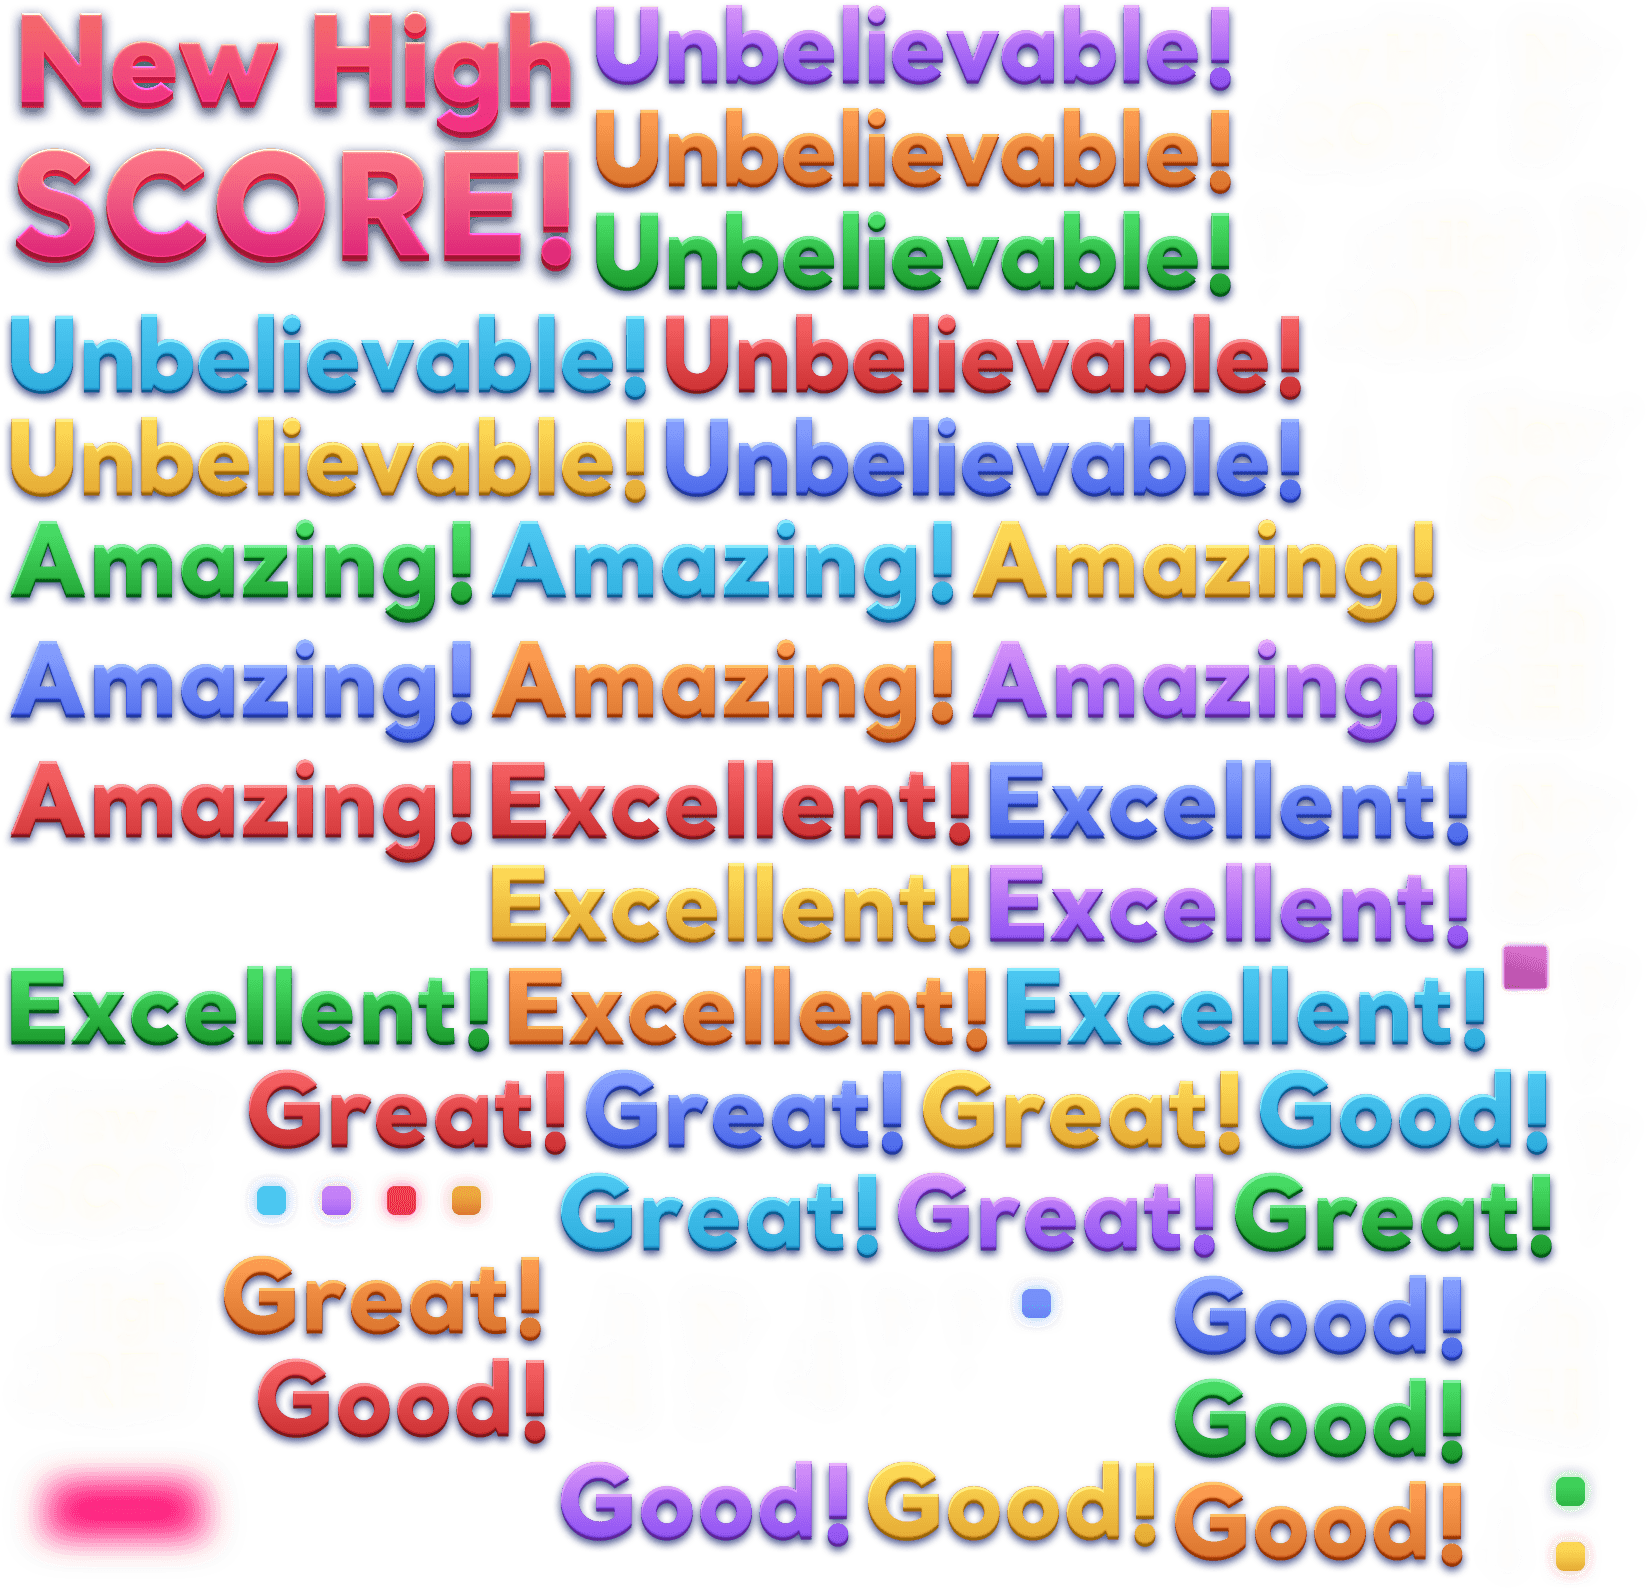 New High Unbelievable!
SCORE! Unbelievable!
Unbelievable!
Unbelievable! Unbelievable!
Unbelievable! Unbelievable!
Amazing! Amazing! Amazing!
Amazing! Amazing! Amazing!
Amazing! Excellent! Excellent!
Excellent! Excellent!
Excellent! Excellent! Excellent!
Great! Great! Great! Good!
Great! Great! Great!
Great! Good!
Good! Good!
Good! Good! Good!